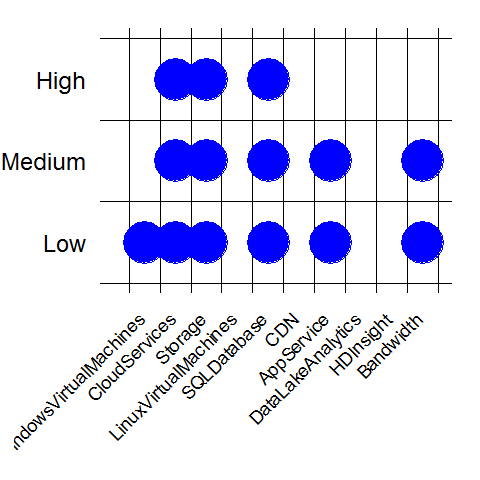 High
Medium
Low
ndowsVirtualMachines
CloudServices
Storage
LinuxVirtualMachines
SQLDatabase
CDN
AppService
DataLakeAnalytics
HDInsight
Bandwidth